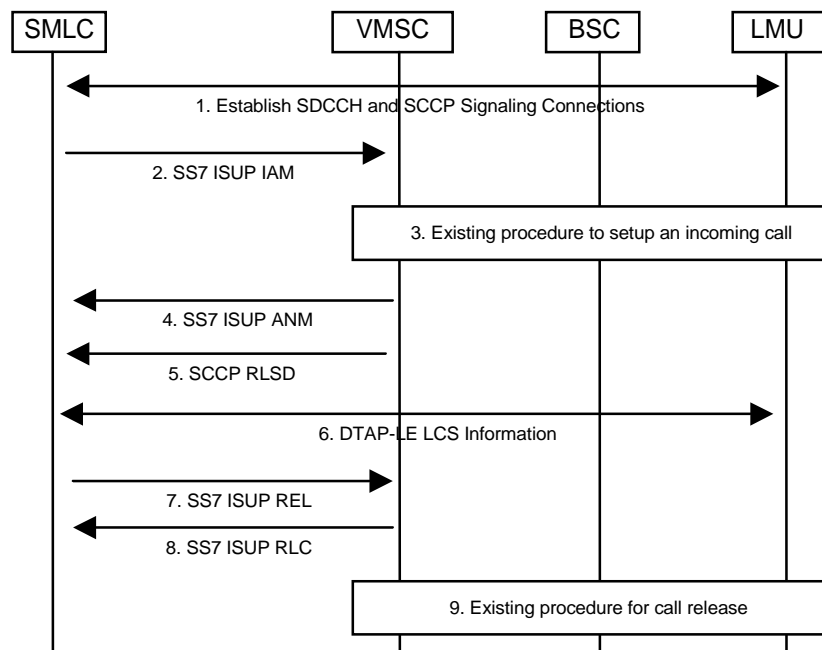 SMLC
VMSC
BSC
LMU
1. Establish SDCCH and SCCP Signaling Connections
2. SS7 ISUP IAM
3. Existing procedure to setup an incoming call
4. SS7 ISUP ANM
5. SCCP RLSD
6. DTAP-LE LCS Information
7. SS7 ISUP REL
8. SS7 ISUP RLC
9. Existing procedure for call release